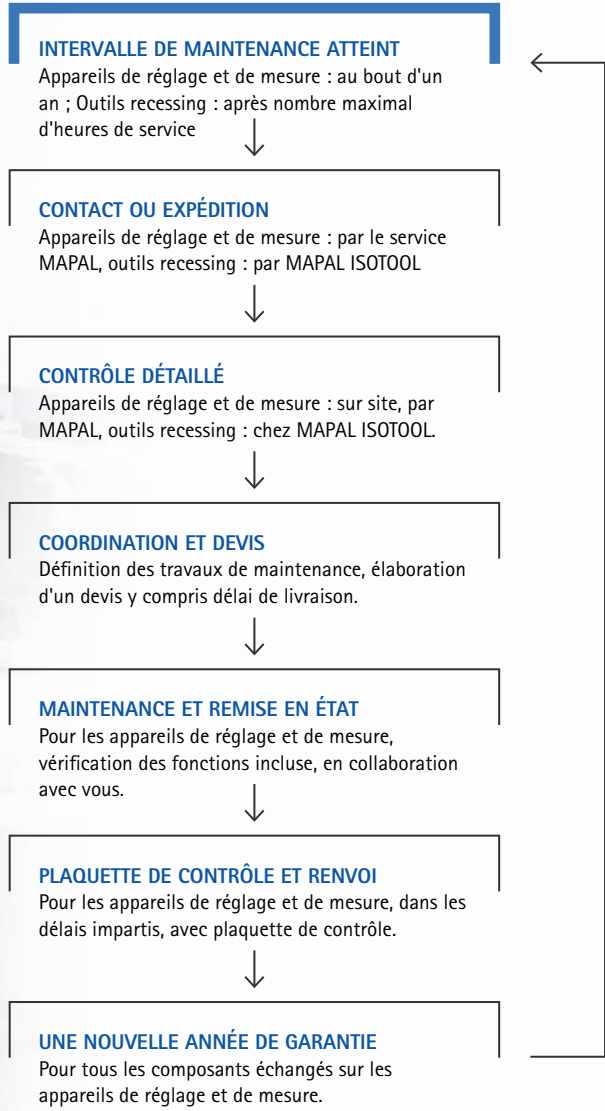 INTERVALLE DE MAINTENANCE ATTEINT
Appareils de réglage et de mesure : au bout d'un
an ; Outils recessing : après nombre maximal
d'heures de service
CONTACT OU EXPÉDITION
Appareils de réglage et de mesure : par le service
MAPAL, outils recessing : par MAPAL ISOTOOL
CONTRÔLE DÉTAILLÉ
Appareils de réglage et de mesure : sur site, par
MAPAL, outils recessing : chez MAPAL ISOTOOL.
COORDINATION ET DEVIS
Définition des travaux de maintenance, élaboration
d'un devis y compris délai de livraison.
MAINTENANCE ET REMISE EN ÉTAT
Pour les appareils de réglage et de mesure,
vérification des fonctions incluse, en collaboration
avec vous.
PLAQUETTE DE CONTRÔLE ET RENVOI
Pour les appareils de réglage et de mesure, dans les
délais impartis, avec plaquette de contrôle.
UNE NOUVELLE ANNÉE DE GARANTIE
Pour tous les composants échangés sur les
appareils de réglage et de mesure.